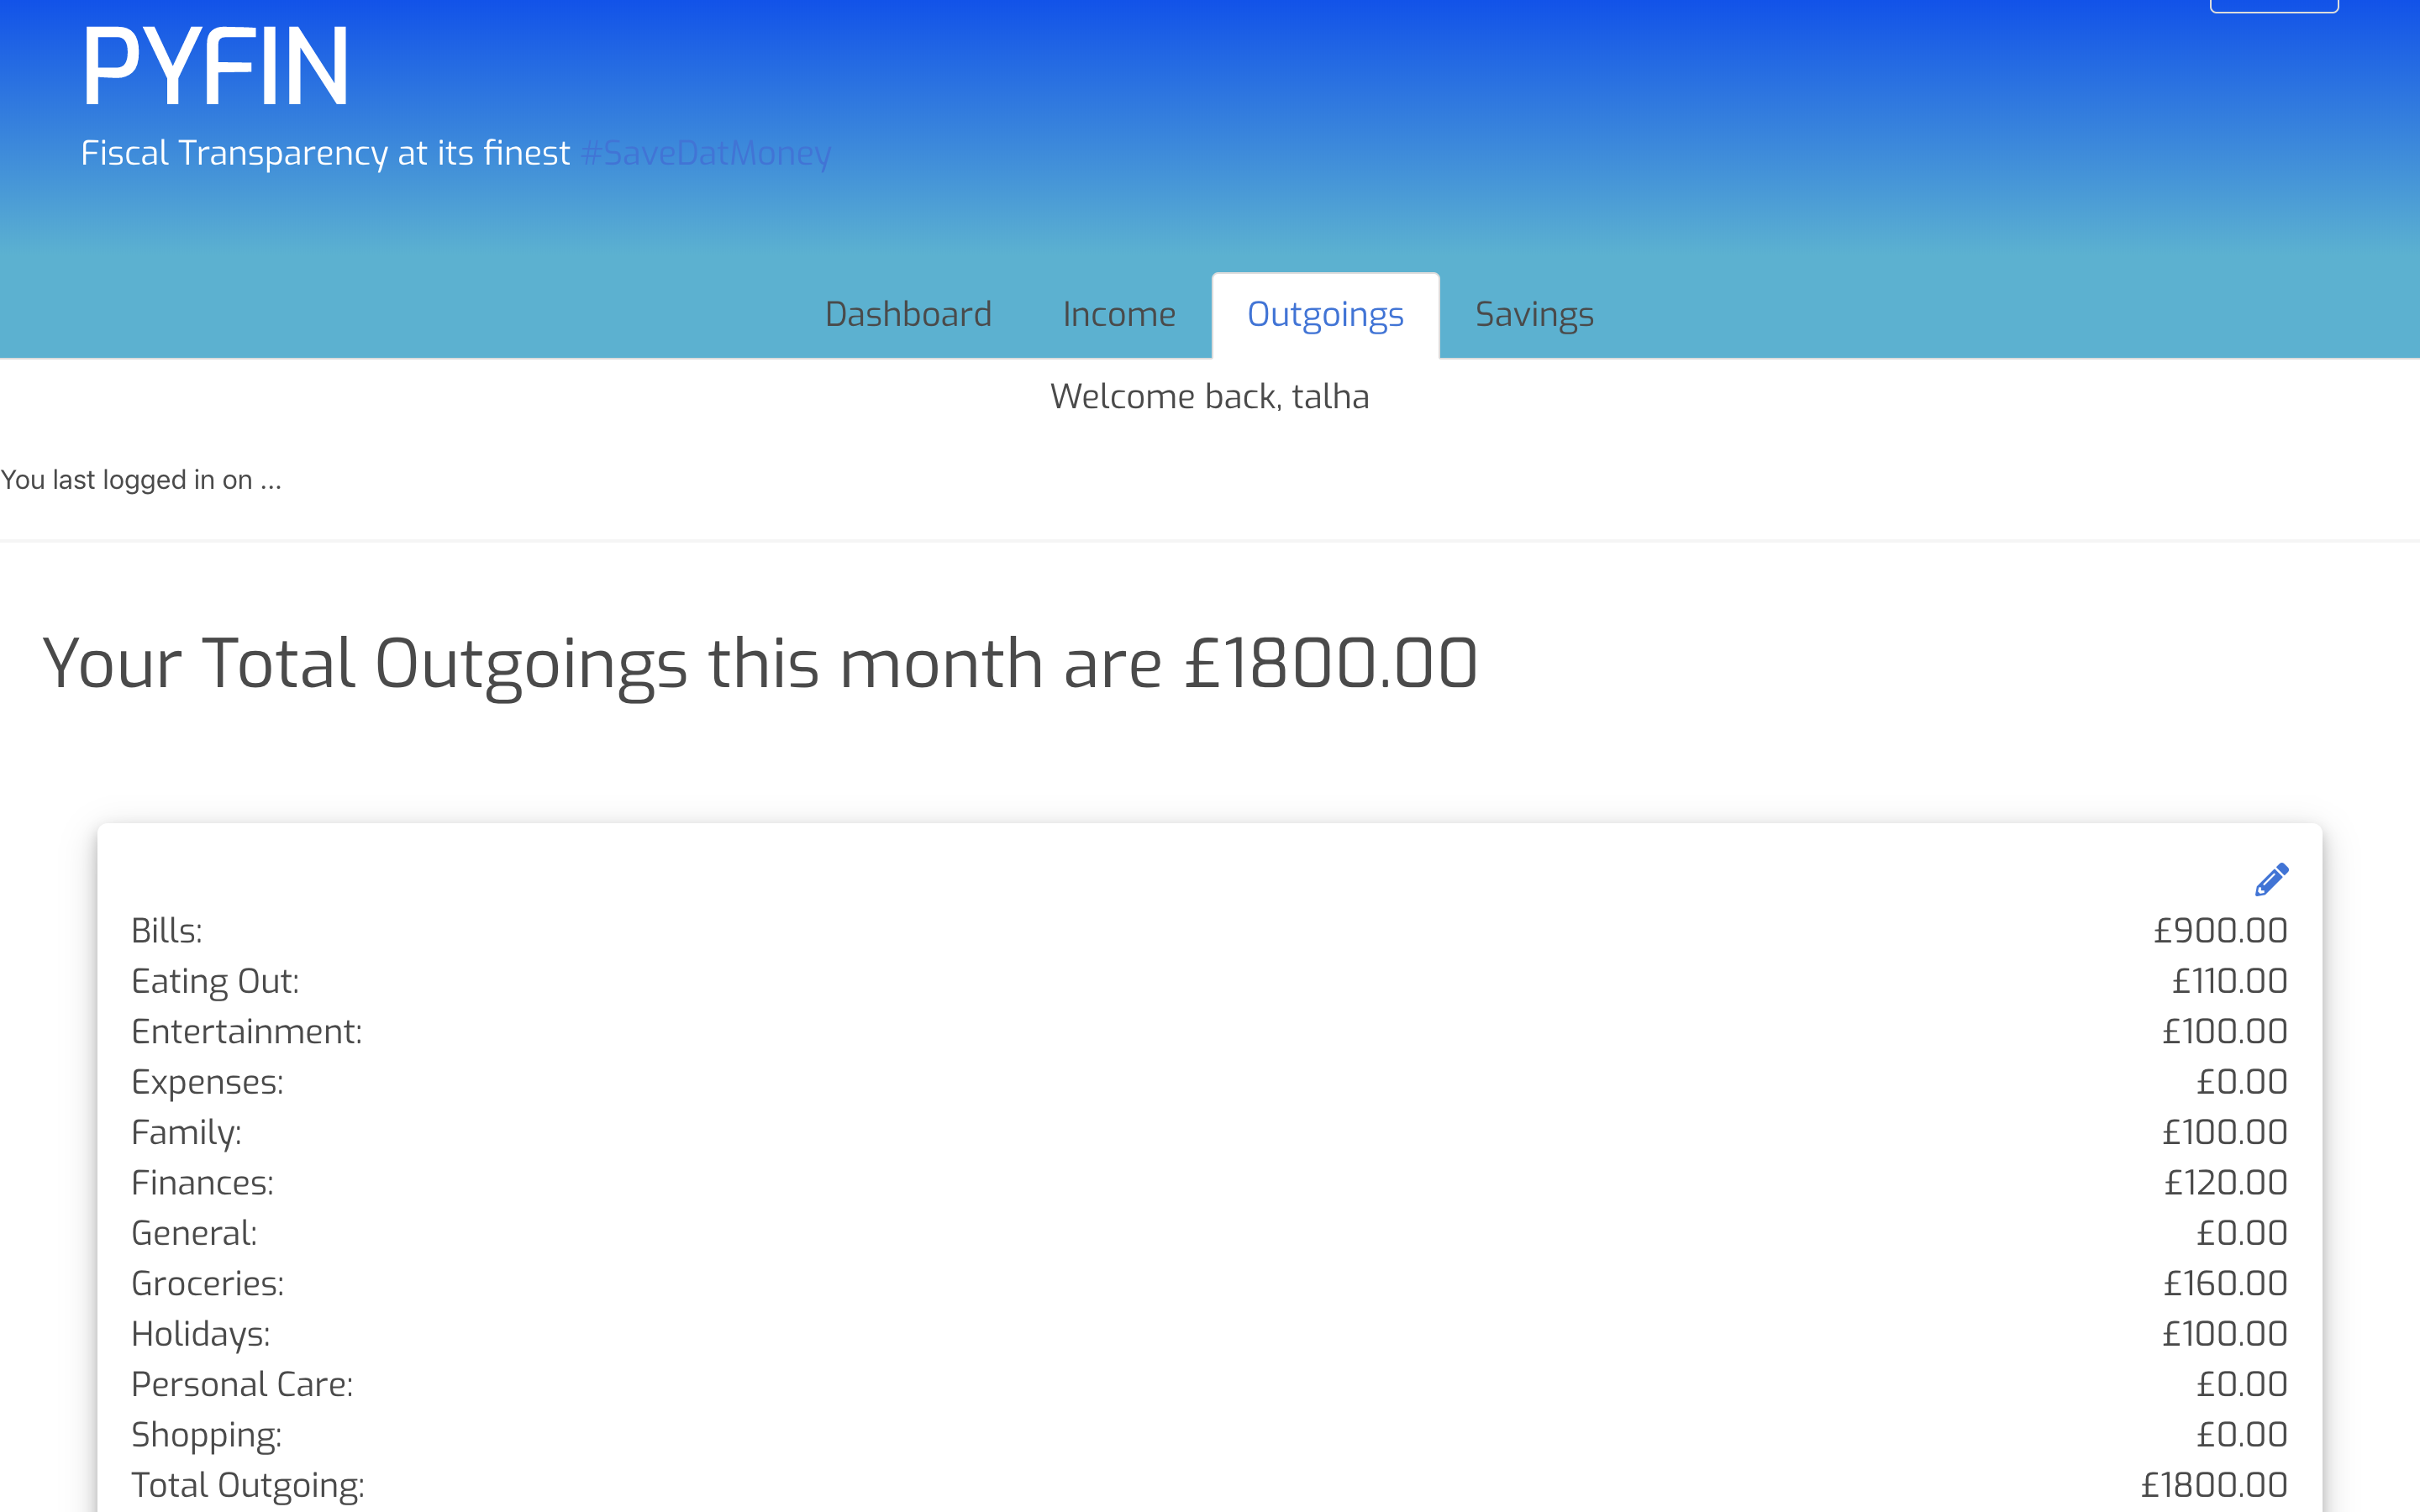 PYFIN
Fiscal Transparency at its finest #SaveDatMoney
Dashboard Income Outgoings Savings
Welcome back, talha
You last logged in on ...
Your Total Outgoings this month are £1800.00
Bills: £900.00
Eating Out: £110.00
Entertainment: £100.00
Expenses: £0.00
Family: £100.00
Finances: £120.00
General: £0.00
Groceries: £160.00
Holidays: £100.00
Personal Care: £0.00
Shopping: £0.00
Total Outgoing: £1800.00